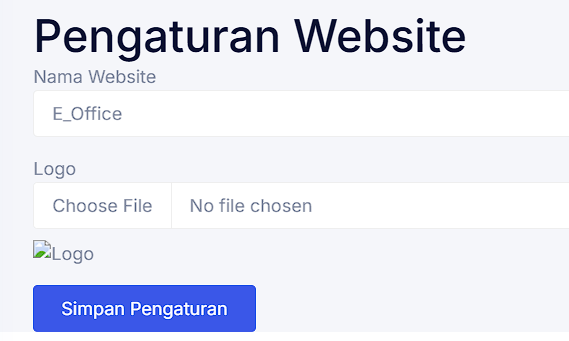 Pengaturan Website
Nama Website
E_Office
Logo
Choose File No file chosen
Logo
Simpan Pengaturan